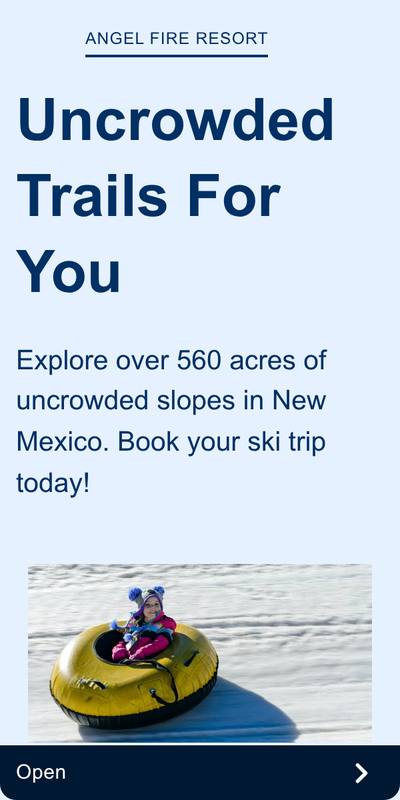 ANGEL FIRE RESORT
Uncrowded
Trails For
You
Explore over 560 acres of
uncrowded slopes in New
Mexico. Book your ski trip
today!
Open